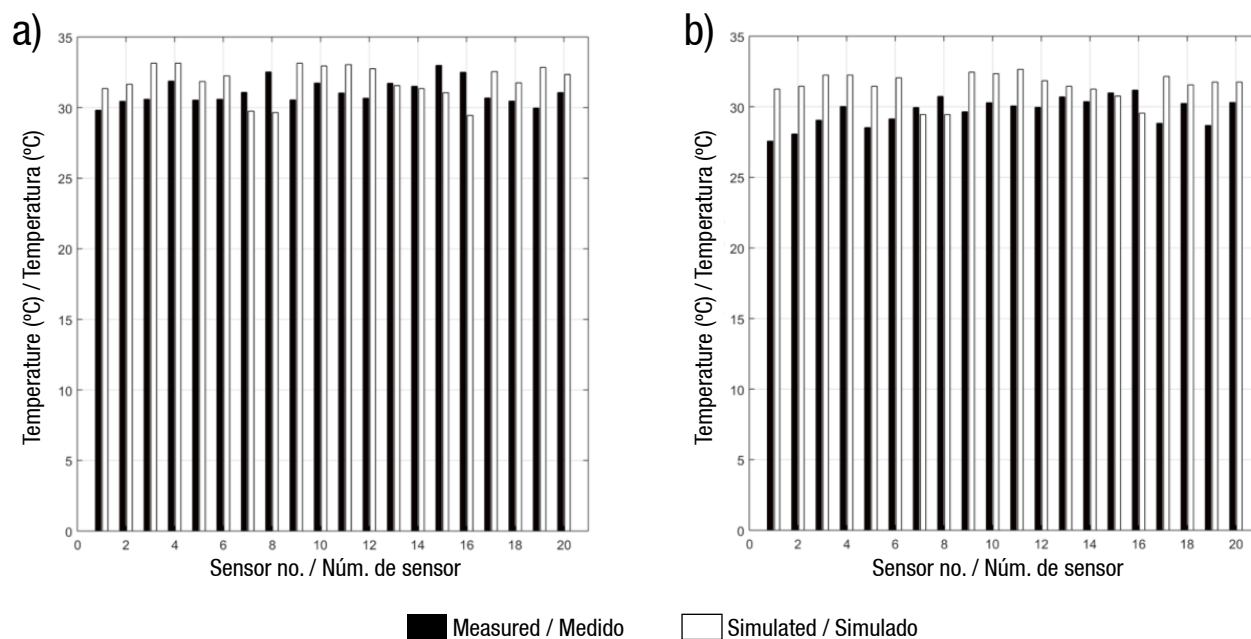 a)
35
30
25
20
15
10
5
0
Temperature (ºC) / Temperatura (ºC)
0 2 4 6 8 10 12 14 16 18 20
Sensor no. / Núm. de sensor
b)
35
30
25
20
15
10
5
0
Temperature (ºC) / Temperatura (ºC)
0 2 4 6 8 10 12 14 16 18 20
Sensor no. / Núm. de sensor
Measured / Medido Simulated / Simulado